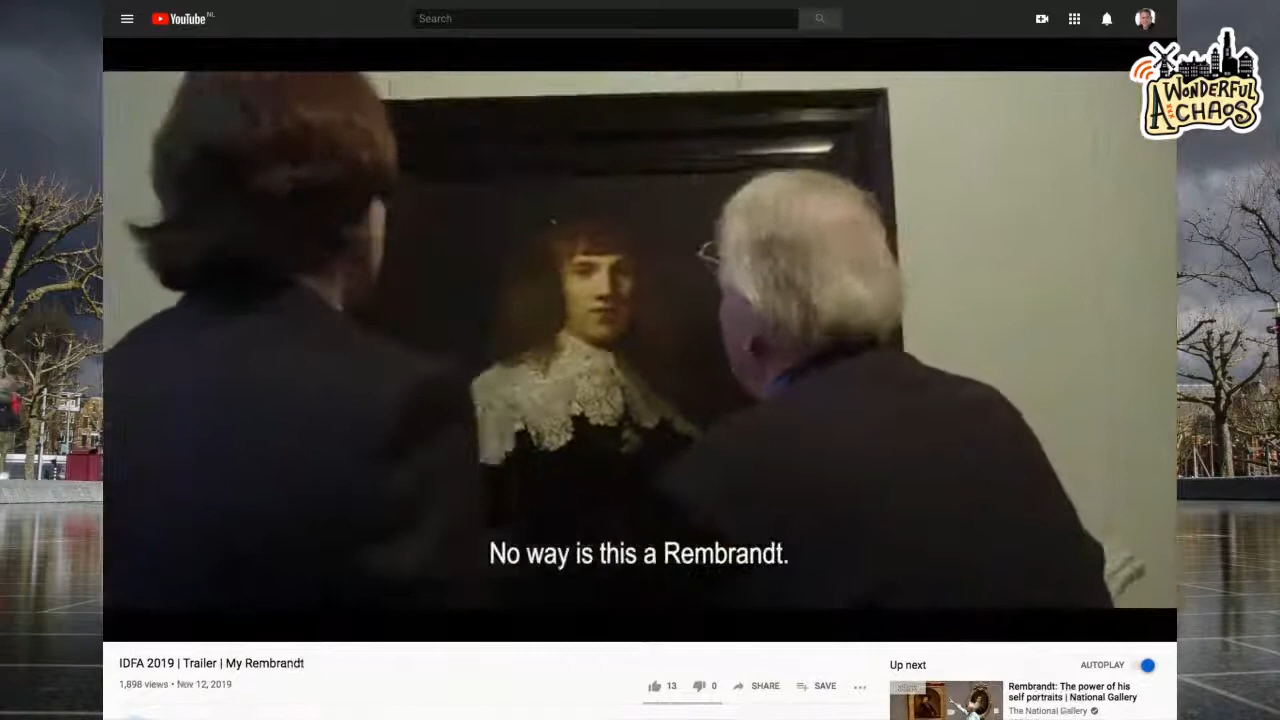 YouTube NL
Search
A WONDERFUL
CHAOS
No way is this a Rembrandt.
IDFA 2019 | Trailer | My Rembrandt
1,898 views • Nov 12, 2019
13
0
SHARE
SAVE
Up next
AUTOPLAY
Rembrandt: The power of his
self portraits | National Gallery
The National Gallery